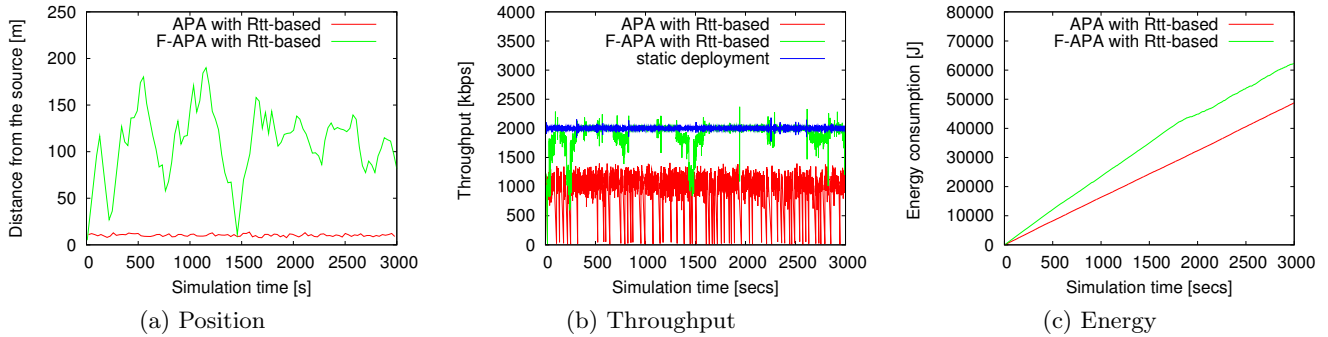 250
200
150
100
50
0
0 500 1000 1500 2000 2500 3000
Distance from the source [m]
Simulation time [s]
APA with Rtt-based
F-APA with Rtt-based
(a) Position
4000
3500
3000
2500
2000
1500
1000
500
0
0 500 1000 1500 2000 2500 3000
Throughput [kbps]
Simulation time [secs]
APA with Rtt-based
F-APA with Rtt-based
static deployment
(b) Throughput
80000
70000
60000
50000
40000
30000
20000
10000
0
0 500 1000 1500 2000 2500 3000
Energy consumption [J]
Simulation time [secs]
APA with Rtt-based
F-APA with Rtt-based
(c) Energy